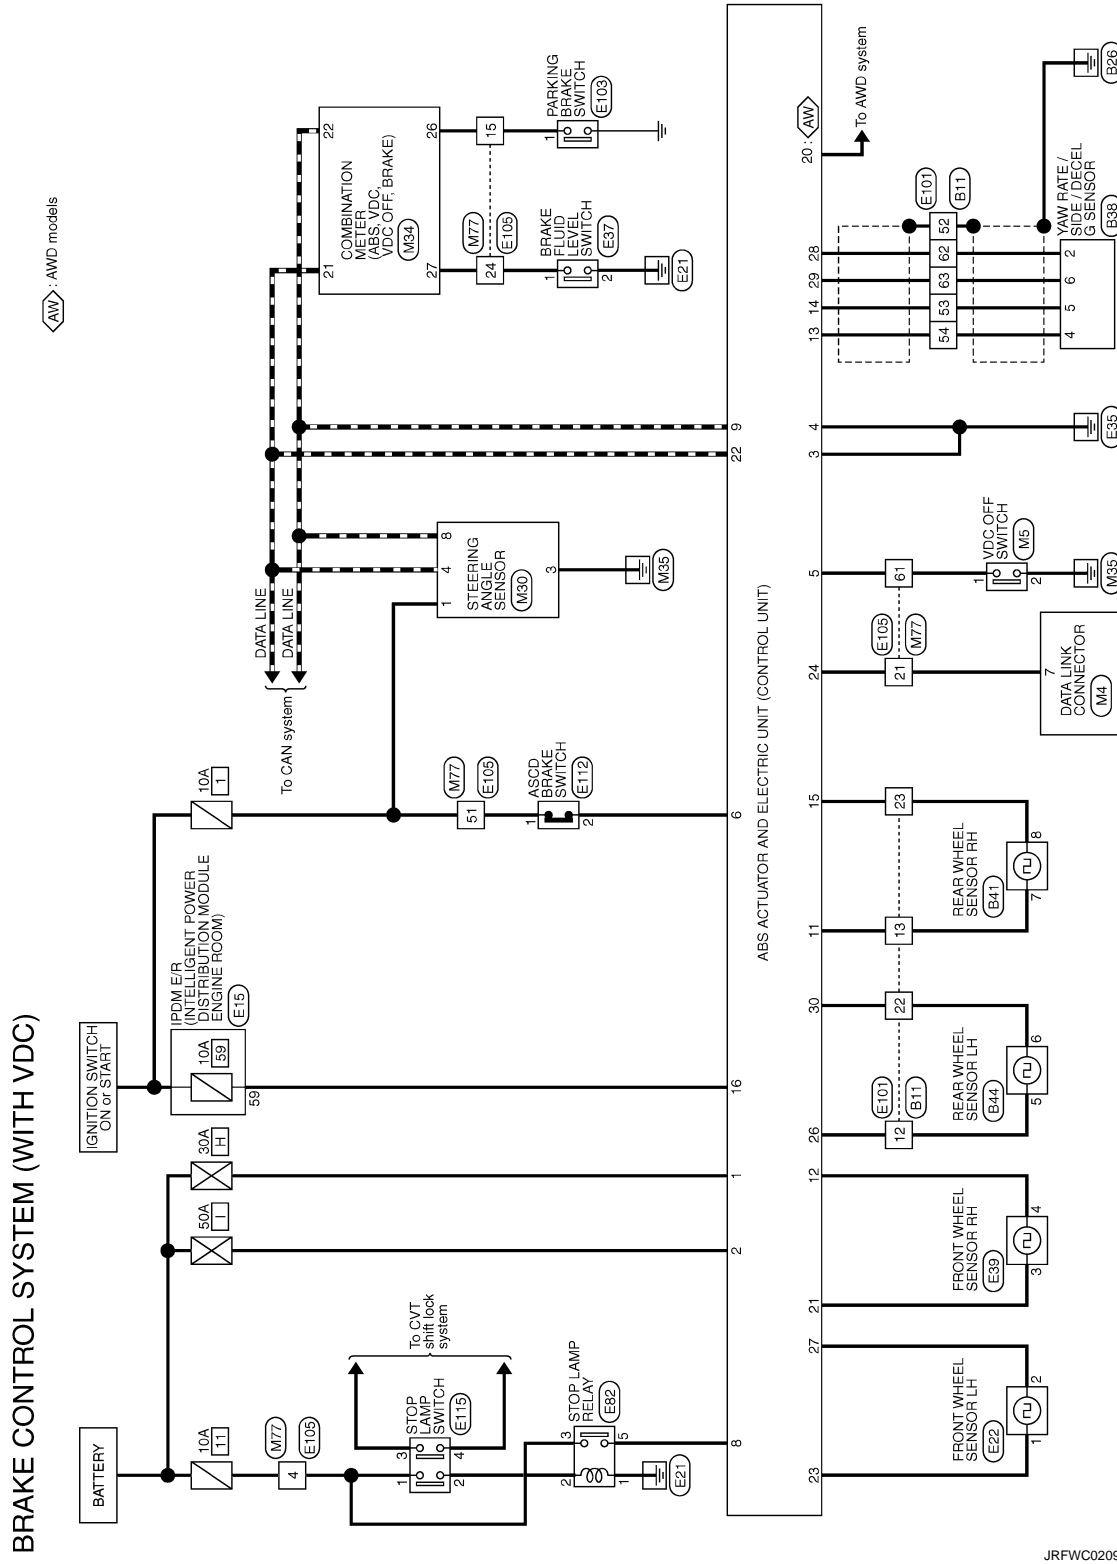 BRAKE CONTROL SYSTEM (WITH VDC)
AW : AWD models
BATTERY
IGNITION SWITCH
ON or START
10A
11
50A
I
30A
H
IPDM E/R
(INTELLIGENT POWER
DISTRIBUTION MODULE
ENGINE ROOM)
E15
10A
59
59
10A
1
M77
4
E105
STOP
LAMP
SWITCH
E115
1
2
3
4
To CVT
shift lock
system
STOP LAMP
RELAY
E82
2
1
3
5
E21
To CAN system
DATA LINE
DATA LINE
M77
51
E105
ASCD
BRAKE
SWITCH
E112
1
2
STEERING
ANGLE
SENSOR
M30
1
4
8
3
M35
COMBINATION
METER
(ABS, VDC,
VDC OFF, BRAKE)
M34
21
22
27
26
M77
24
E105
15
BRAKE
FLUID
LEVEL
SWITCH
E37
1
2
E21
PARKING
BRAKE
SWITCH
E103
1
8
2
1
16
6
22
9
ABS ACTUATOR AND ELECTRIC UNIT (CONTROL UNIT)
23
27
21
12
26
30
11
15
24
5
3
4
13
14
29
28
20 : AW
To AWD system
FRONT WHEEL
SENSOR LH
E22
1
2
FRONT WHEEL
SENSOR RH
E39
3
4
E101
12
B11
22
13
23
REAR WHEEL
SENSOR LH
B44
5
6
REAR WHEEL
SENSOR RH
B41
7
8
E105
21
M77
61
DATA LINK
CONNECTOR
M4
7
VDC OFF
SWITCH
M5
1
2
M35
E35
E101
54
53
63
62
52
B11
YAW RATE /
SIDE / DECEL
G SENSOR
B38
4
5
6
2
B26
JRFWC0209